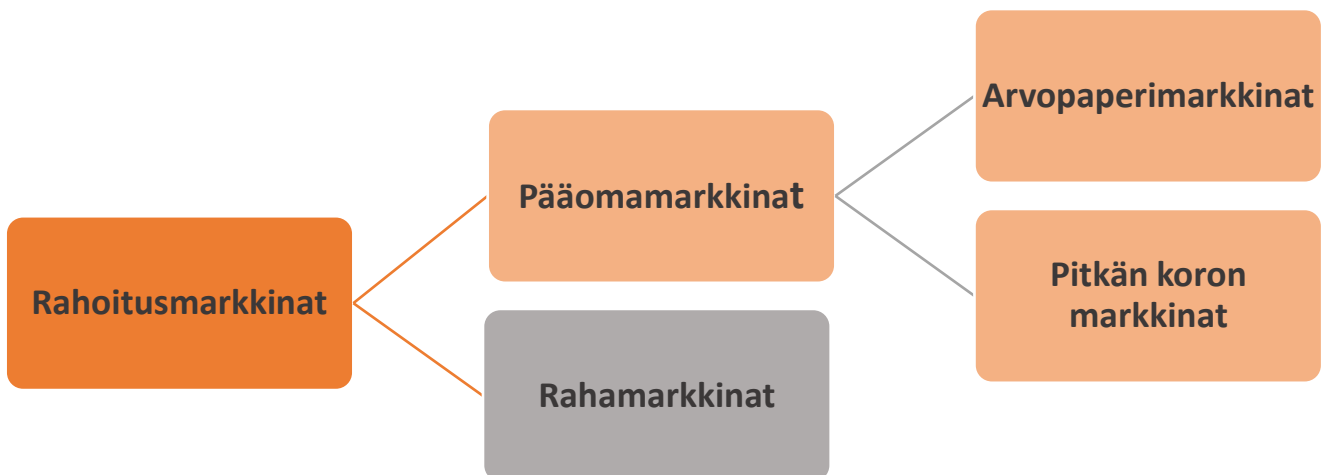 Rahoitusmarkkinat
Pääomamarkkinat
Rahamarkkinat
Arvopaperimarkkinat
Pitkän koron
markkinat